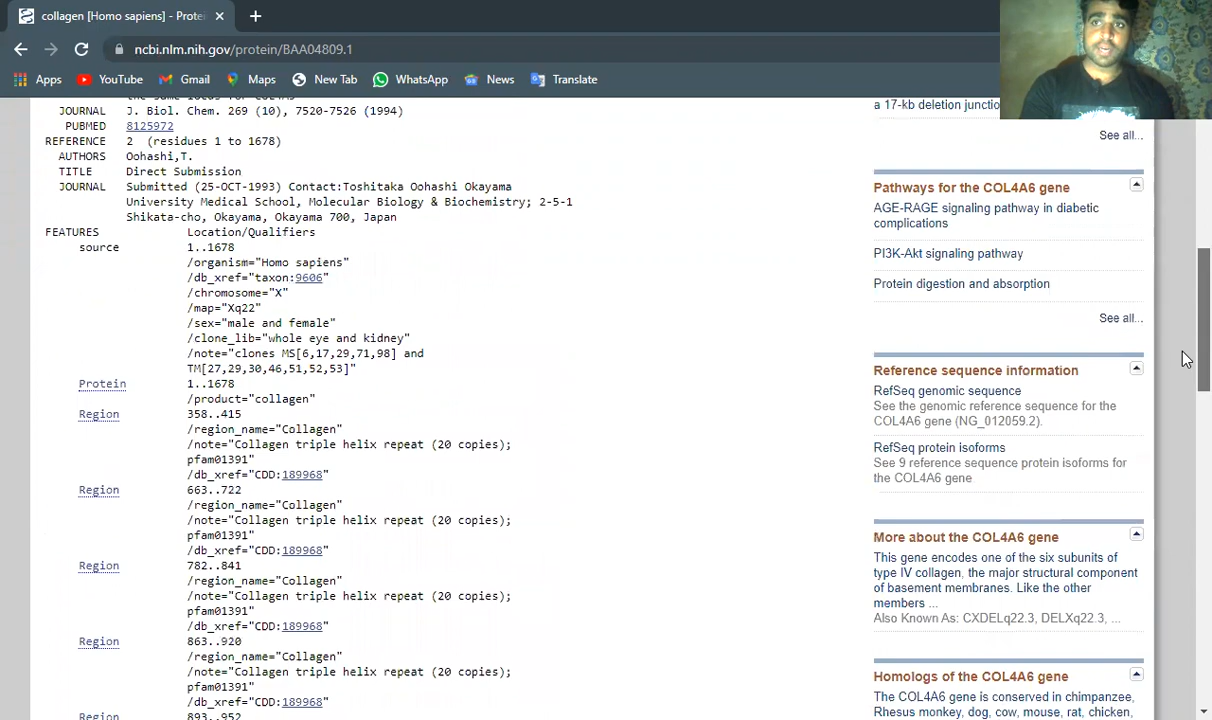 collagen [Homo sapiens] - Protei
ncbi.nlm.nih.gov/protein/BAA04809.1
Apps YouTube Gmail Maps New Tab WhatsApp News Translate
JOURNAL J. Biol. Chem. 269 (10), 7520-7526 (1994)
PUBMED 8125972
REFERENCE 2 (residues 1 to 1678)
AUTHORS Oohashi,T.
TITLE Direct Submission
JOURNAL Submitted (25-OCT-1993) Contact:Toshitaka Oohashi Okayama
University Medical School, Molecular Biology & Biochemistry; 2-5-1
Shikata-cho, Okayama, Okayama 700, Japan
FEATURES Location/Qualifiers
source 1..1678
/organism="Homo sapiens"
/db_xref="taxon:9606"
/chromosome="X"
/map="Xq22"
/sex="male and female"
/clone_lib="whole eye and kidney"
/note="clones MS[6,17,29,71,98] and
TM[27,29,30,46,51,52,53]"
Protein 1..1678
/product="collagen"
Region 358..415
/region_name="Collagen"
/note="Collagen triple helix repeat (20 copies);
pfam01391"
/db_xref="CDD:189968"
Region 663..722
/region_name="Collagen"
/note="Collagen triple helix repeat (20 copies);
pfam01391"
/db_xref="CDD:189968"
Region 782..841
/region_name="Collagen"
/note="Collagen triple helix repeat (20 copies);
pfam01391"
/db_xref="CDD:189968"
Region 863..920
/region_name="Collagen"
/note="Collagen triple helix repeat (20 copies);
pfam01391"
/db_xref="CDD:189968"
Region 893..952
a 17-kb deletion junctio
See all...
Pathways for the COL4A6 gene
AGE-RAGE signaling pathway in diabetic
complications
PI3K-Akt signaling pathway
Protein digestion and absorption
See all...
Reference sequence information
RefSeq genomic sequence
See the genomic reference sequence for the
COL4A6 gene (NG_012059.2).
RefSeq protein isoforms
See 9 reference sequence protein isoforms for
the COL4A6 gene
More about the COL4A6 gene
This gene encodes one of the six subunits of
type IV collagen, the major structural component
of basement membranes. Like the other
members ...
Also Known As: CXDELq22.3, DELXq22.3, ...
Homologs of the COL4A6 gene
The COL4A6 gene is conserved in chimpanzee,
Rhesus monkey, dog, cow, mouse, rat, chicken,